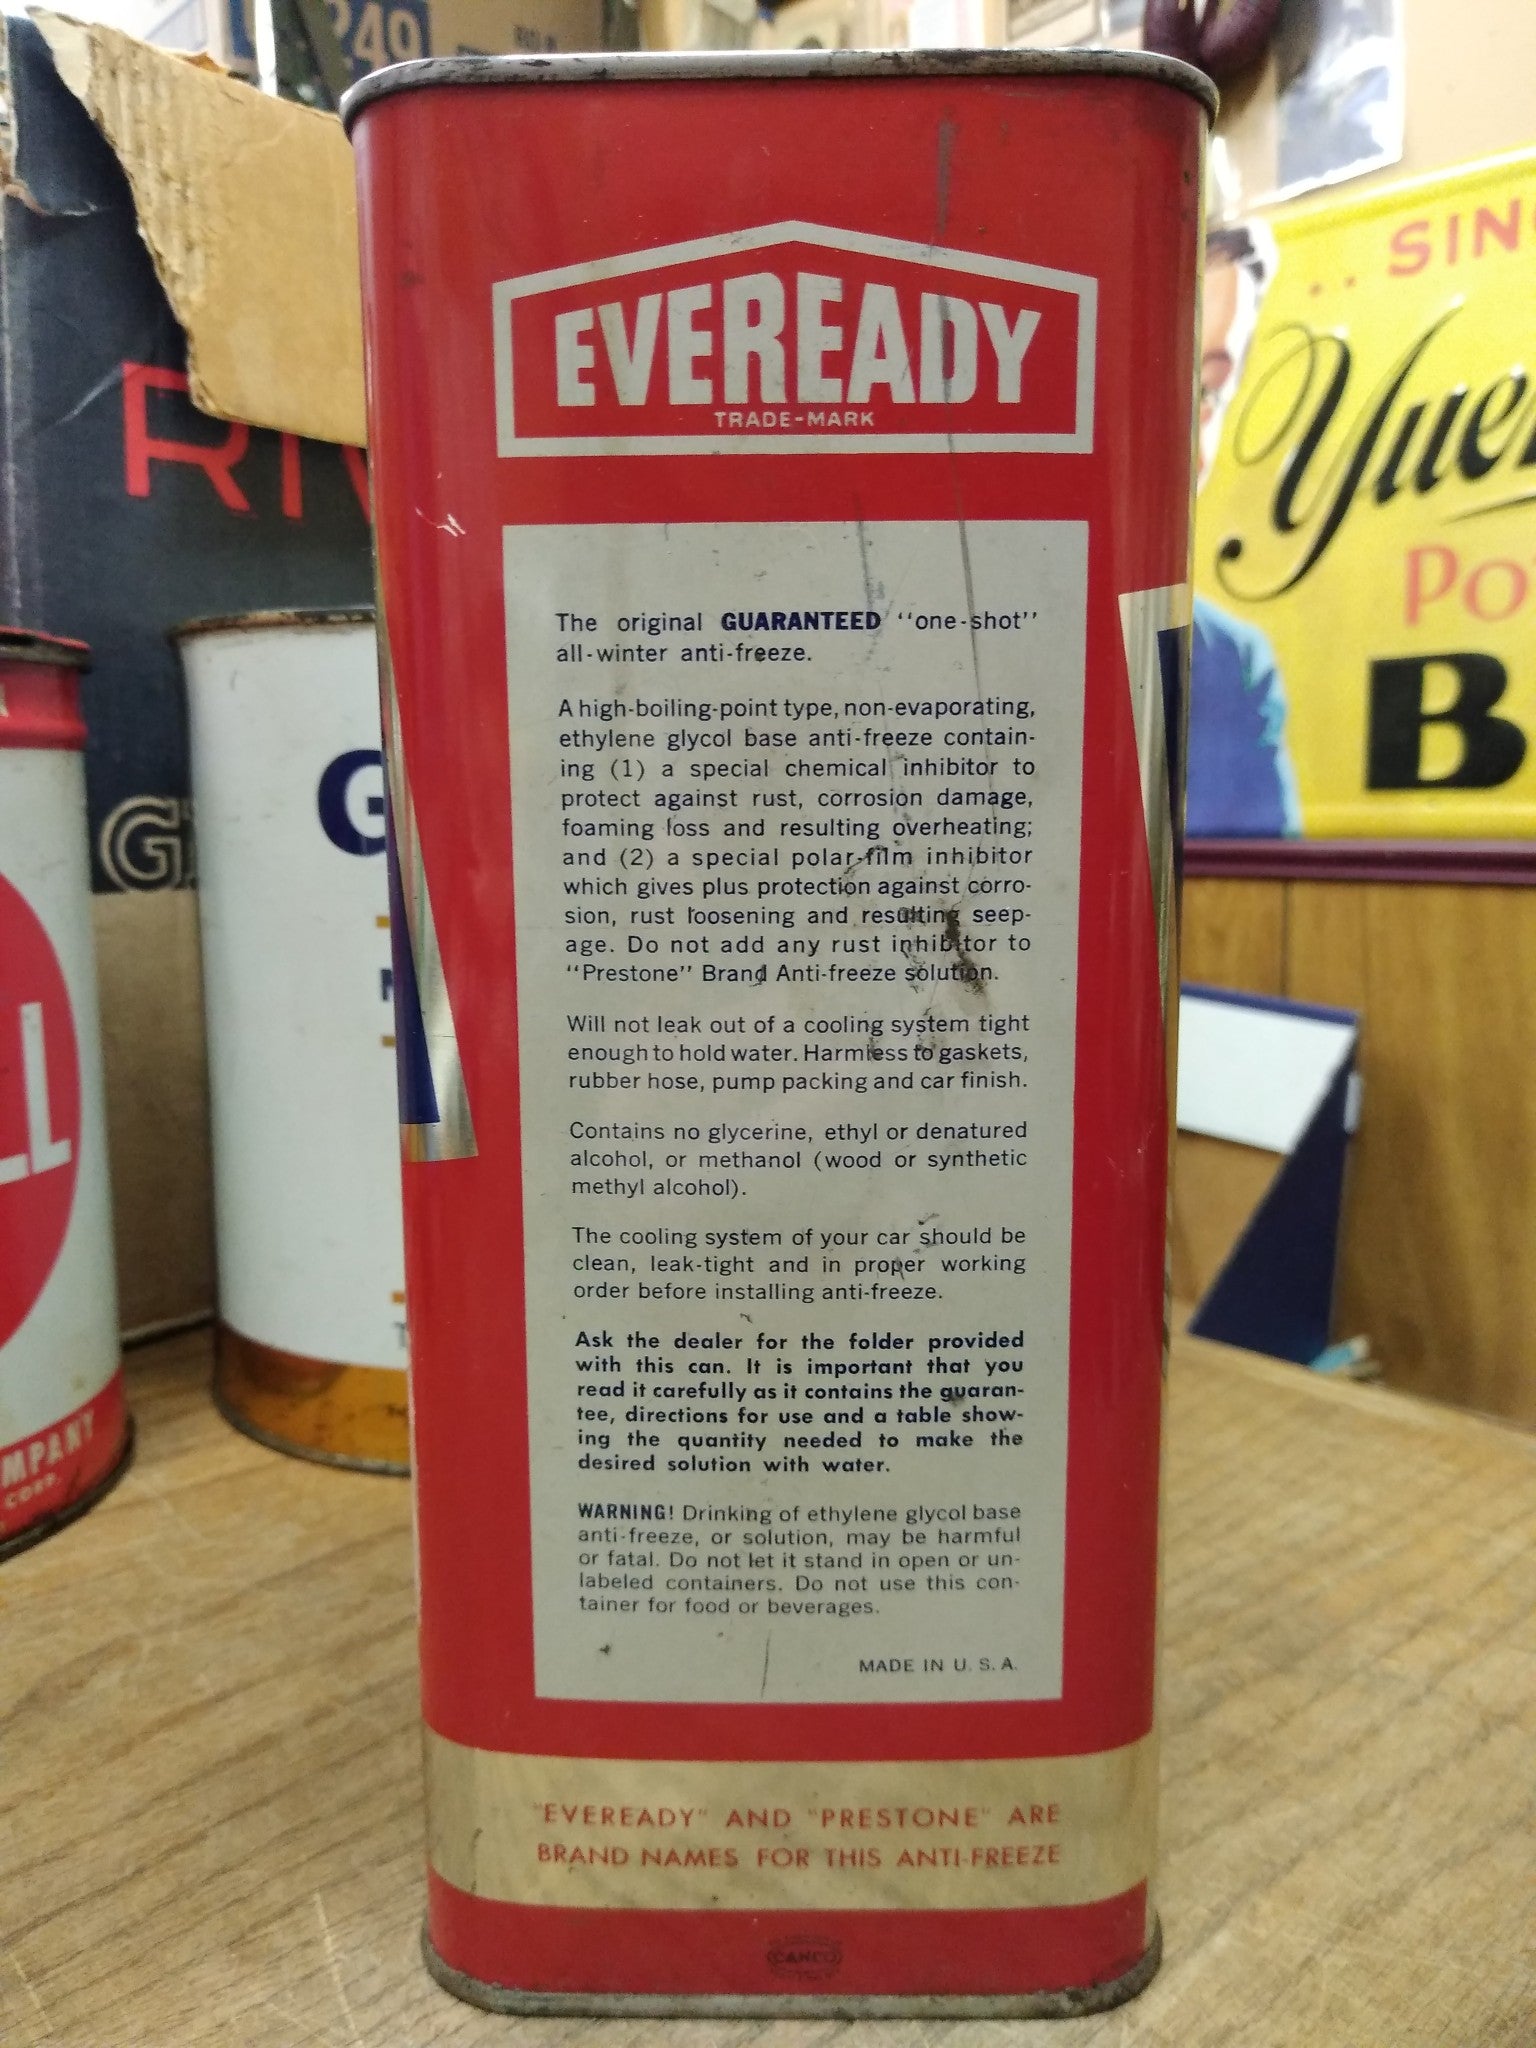 249
EVEREADY
TRADE-MARK
The original GUARANTEED "one-shot"
all-winter anti-freeze.
A high-boiling-point type, non-evaporating,
ethylene glycol base anti-freeze contain-
ing (1) a special chemical inhibitor to
protect against rust, corrosion damage,
foaming loss and resulting overheating;
and (2) a special polar-film inhibitor
which gives plus protection against corro-
sion, rust loosening and resulting seep-
age. Do not add any rust inhibitor to
"Prestone" Brand Anti-freeze solution.
Will not leak out of a cooling system tight
enough to hold water. Harmless to gaskets,
rubber hose, pump packing and car finish.
Contains no glycerine, ethyl or denatured
alcohol, or methanol (wood or synthetic
methyl alcohol).
The cooling system of your car should be
clean, leak-tight and in proper working
order before installing anti-freeze.
Ask the dealer for the folder provided
with this can. It is important that you
read it carefully as it contains the guaran-
tee, directions for use and a table show-
ing the quantity needed to make the
desired solution with water.
WARNING! Drinking of ethylene glycol base
anti-freeze, or solution, may be harmful
or fatal. Do not let it stand in open or un-
labeled containers. Do not use this con-
tainer for food or beverages.
MADE IN U.S.A.
"EVEREADY" AND "PRESTONE" ARE
BRAND NAMES FOR THIS ANTI-FREEZE
CANCO
RIV
G
LL
MPANY
CORP.
.. SIN
Yue
PO
B